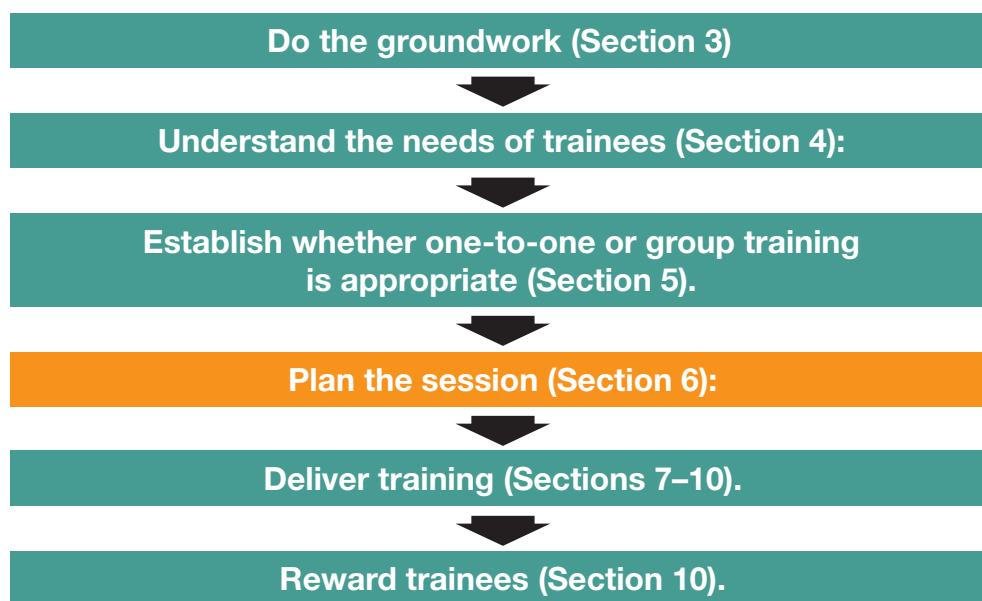 Do the groundwork (Section 3)
Understand the needs of trainees (Section 4):
Establish whether one-to-one or group training
is appropriate (Section 5).
Plan the session (Section 6):
Deliver training (Sections 7–10).
Reward trainees (Section 10).